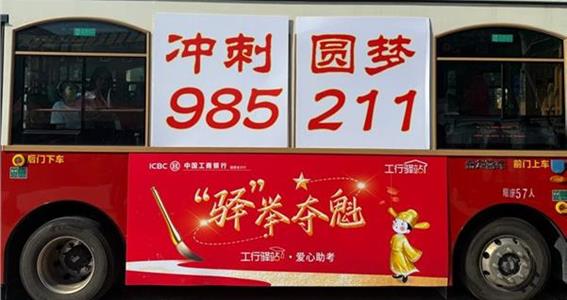 冲刺
985
圆梦
211
后门下车
ICBC 中国工商银行
工行驿站
前门上车
“驿”举夺魁
限座57人
工行驿站·爱心助考